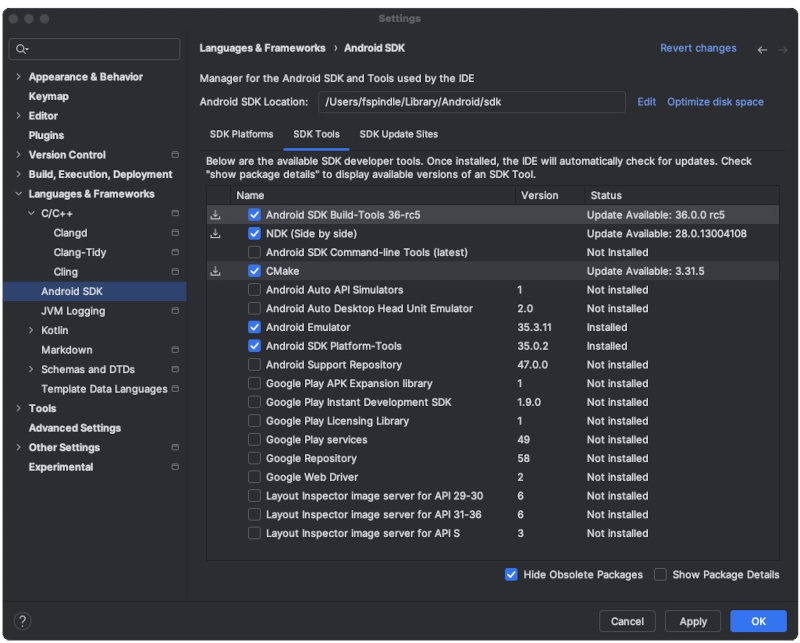 Settings
Languages & Frameworks › Android SDK
Revert changes
Appearance & Behavior
Keymap
Editor
Plugins
Version Control
Build, Execution, Deployment
Languages & Frameworks
C/C++
Clangd
Clang-Tidy
Cling
Android SDK
JVM Logging
Kotlin
Markdown
Schemas and DTDs
Template Data Languages
Tools
Advanced Settings
Other Settings
Experimental
Manager for the Android SDK and Tools used by the IDE
Android SDK Location: /Users/fspindle/Library/Android/sdk Edit Optimize disk space
SDK Platforms SDK Tools SDK Update Sites
Below are the available SDK developer tools. Once installed, the IDE will automatically check for updates. Check
"show package details" to display available versions of an SDK Tool.
Name Version Status
Android SDK Build-Tools 36-rc5 Update Available: 36.0.0 rc5
NDK (Side by side) Update Available: 28.0.13004108
Android SDK Command-line Tools (latest) Not Installed
CMake Update Available: 3.31.5
Android Auto API Simulators 1 Not installed
Android Auto Desktop Head Unit Emulator 2.0 Not installed
Android Emulator 35.3.11 Installed
Android SDK Platform-Tools 35.0.2 Installed
Android Support Repository 47.0.0 Not installed
Google Play APK Expansion library 1 Not installed
Google Play Instant Development SDK 1.9.0 Not installed
Google Play Licensing Library 1 Not installed
Google Play services 49 Not installed
Google Repository 58 Not installed
Google Web Driver 2 Not installed
Layout Inspector image server for API 29-30 6 Not installed
Layout Inspector image server for API 31-36 6 Not installed
Layout Inspector image server for API S 3 Not installed
Hide Obsolete Packages Show Package Details
? Cancel Apply OK